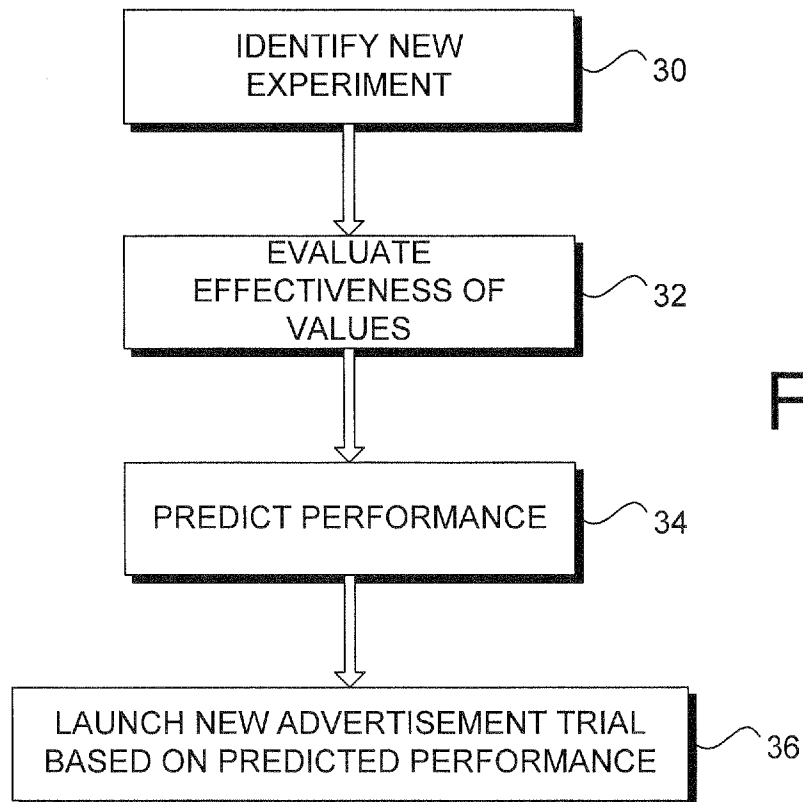 IDENTIFY NEW
EXPERIMENT
30
EVALUATE
EFFECTIVENESS OF
VALUES
32
F
PREDICT PERFORMANCE
34
LAUNCH NEW ADVERTISEMENT TRIAL
BASED ON PREDICTED PERFORMANCE
36